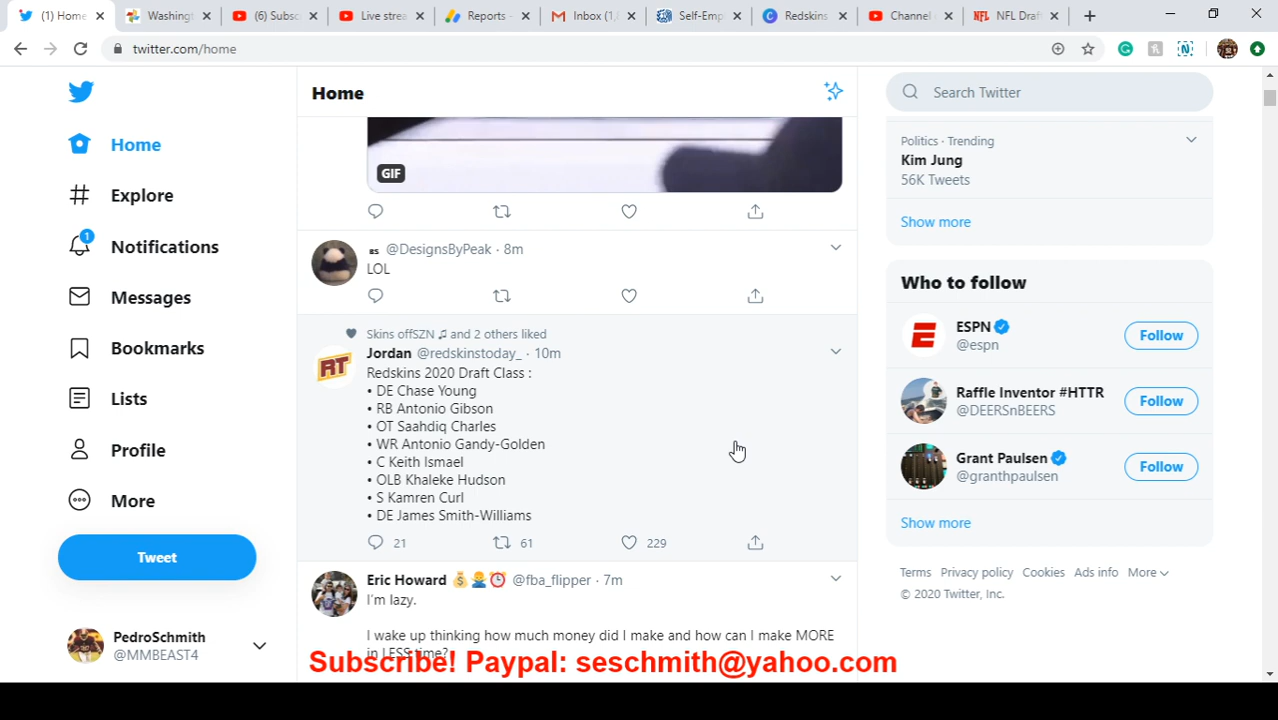 (1) Home
Washingt
(6) Subsc
Live strea
Reports -
Inbox (1,
Self-Emp
Redskins
Channel
NFL NFL Draf
twitter.com/home
Home
Search Twitter
Home
Explore
1
Notifications
Messages
Bookmarks
Lists
Profile
More
Tweet
PedroSchmith
@MMBEAST4
GIF
@DesignsByPeak · 8m
LOL
Skins offSZN ♫ and 2 others liked
RT
Jordan @redskinstoday_ · 10m
Redskins 2020 Draft Class :
• DE Chase Young
• RB Antonio Gibson
• OT Saahdiq Charles
• WR Antonio Gandy-Golden
• C Keith Ismael
• OLB Khaleke Hudson
• S Kamren Curl
• DE James Smith-Williams
21 61 229
Eric Howard 💰🤷‍♂️⏰ @fba_flipper · 7m
I'm lazy.
I wake up thinking how much money did I make and how can I make MORE
in LESS time?
Subscribe! Paypal: seschmith@yahoo.com
Politics · Trending
Kim Jung
56K Tweets
Show more
Who to follow
ESPN
@espn
Follow
Raffle Inventor #HTTR
@DEERSnBEERS
Follow
Grant Paulsen
@granthpaulsen
Follow
Show more
Terms Privacy policy Cookies Ads info More
© 2020 Twitter, Inc.